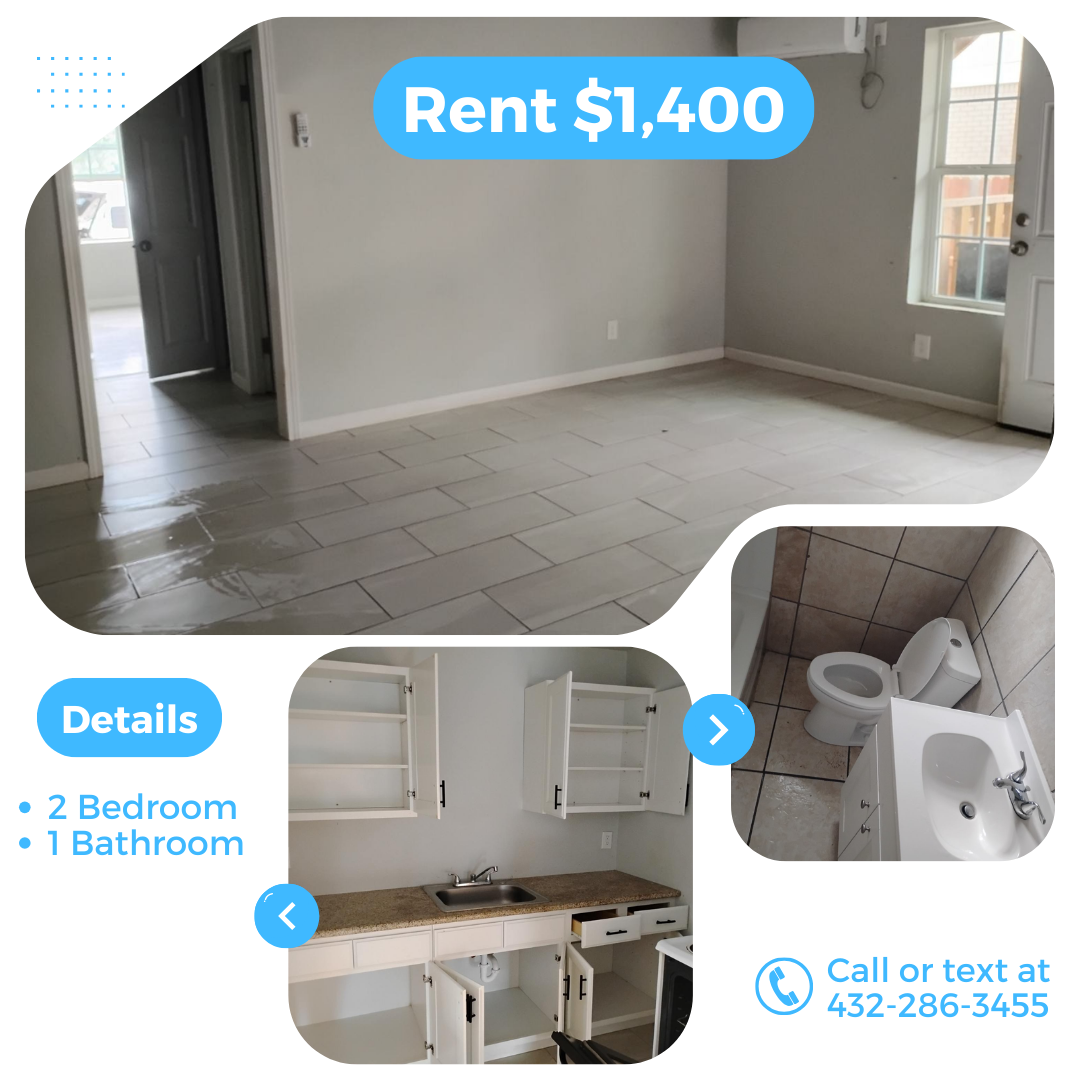 Rent $1,400
Details
• 2 Bedroom
• 1 Bathroom
Call or text at
432-286-3455